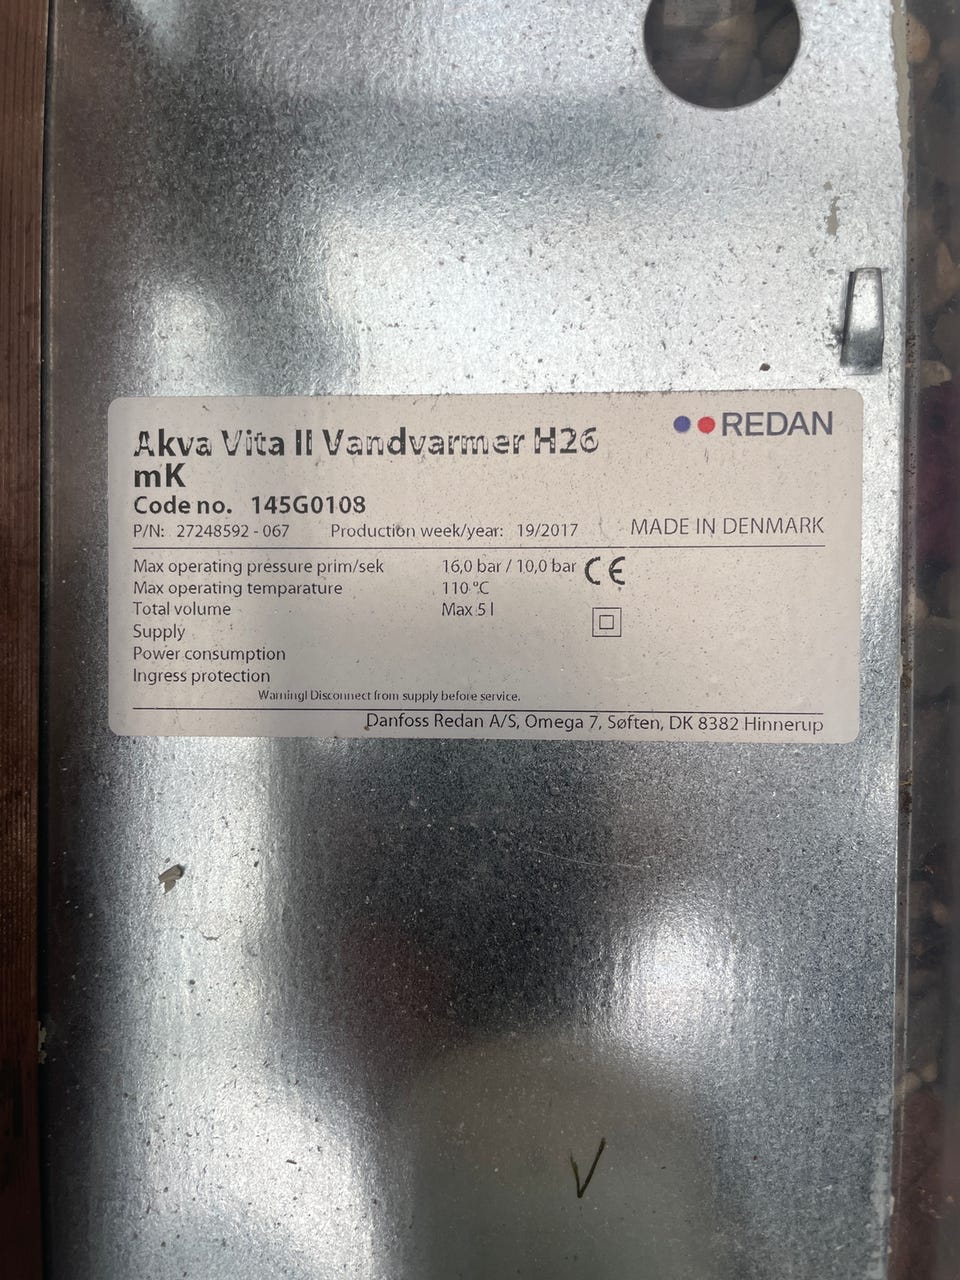 REDAN
Akva Vita II Vandvarmer H26
mK
Code no. 145G0108
P/N: 27248592 - 067 Production week/year: 19/2017 MADE IN DENMARK
Max operating pressure prim/sek 16,0 bar / 10,0 bar CE
Max operating temparature 110 °C
Total volume Max 5 l
Supply
Power consumption
Ingress protection
Warning! Disconnect from supply before service.
Danfoss Redan A/S, Omega 7, Søften, DK 8382 Hinnerup